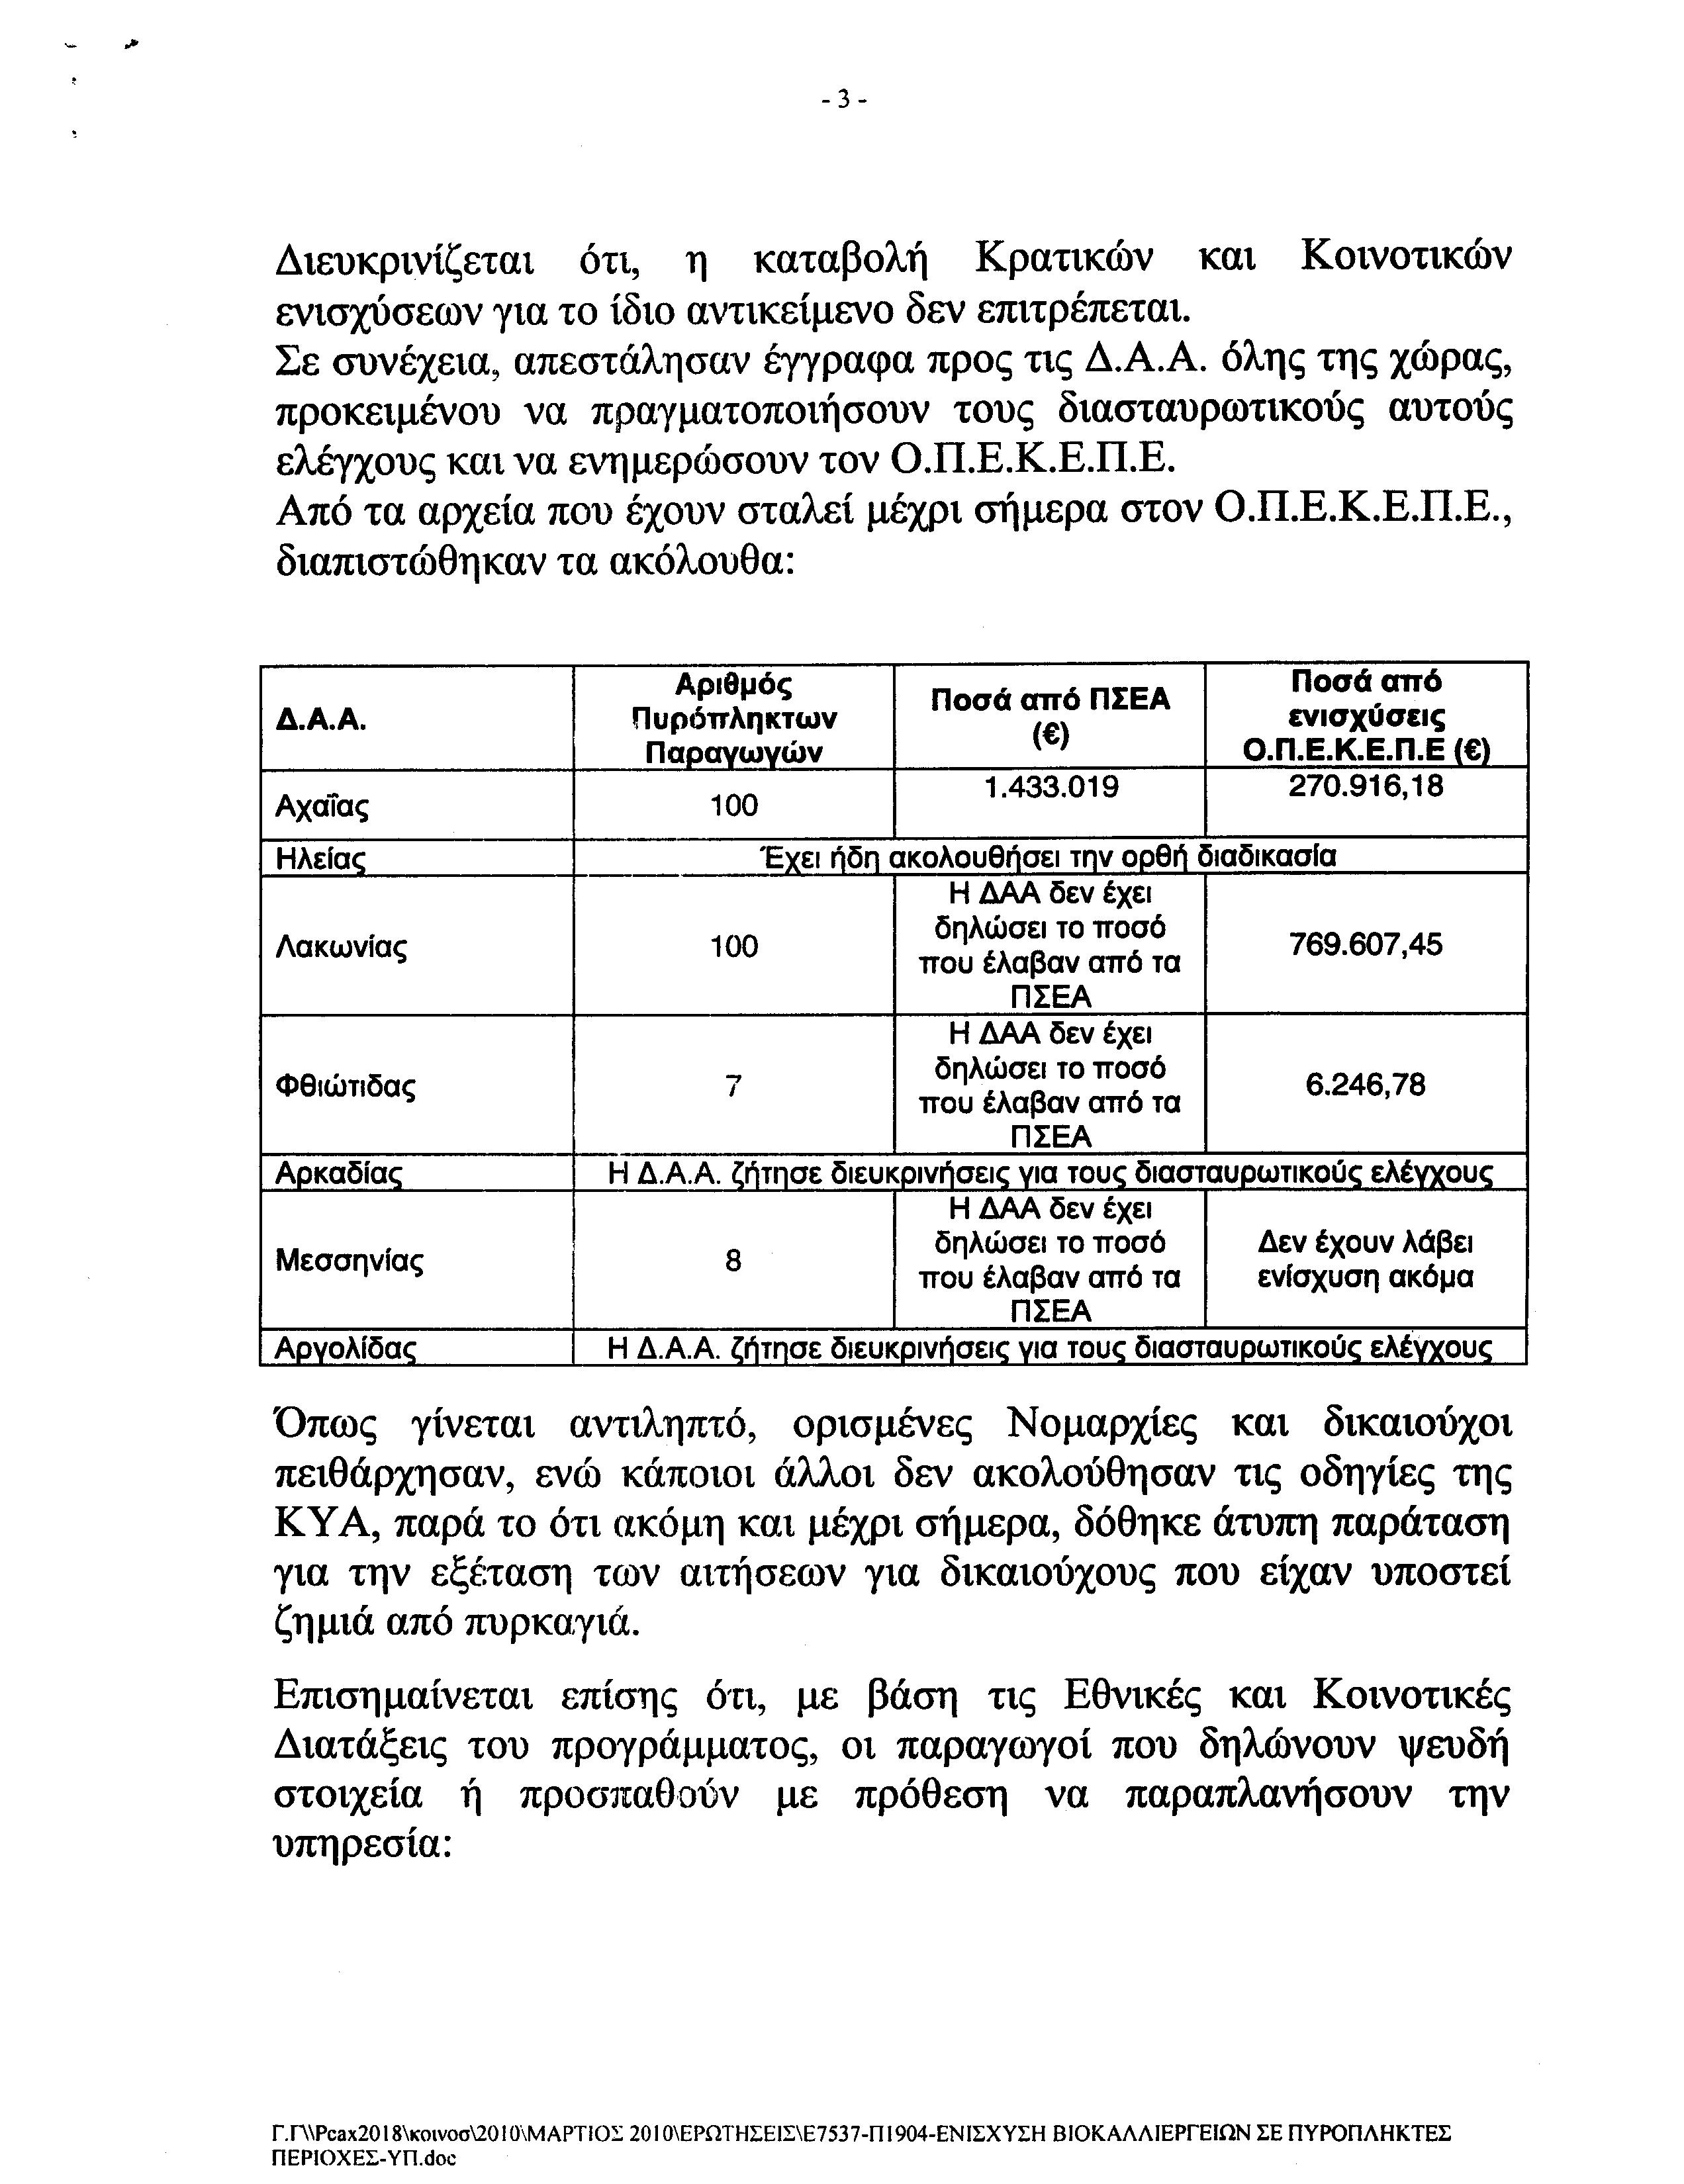 - 3 -
Διευκρινίζεται ότι, η καταβολή Κρατικών και Κοινοτικών
ενισχύσεων για το ίδιο αντικείμενο δεν επιτρέπεται.
Σε συνέχεια, απεστάλησαν έγγραφα προς τις Δ.Α.Α. όλης της χώρας,
προκειμένου να πραγματοποιήσουν τους διασταυρωτικούς αυτούς
ελέγχους και να ενημερώσουν τον Ο.Π.Ε.Κ.Ε.Π.Ε.
Από τα αρχεία που έχουν σταλεί μέχρι σήμερα στον Ο.Π.Ε.Κ.Ε.Π.Ε.,
διαπιστώθηκαν τα ακόλουθα:
Δ.Α.Α.
Αριθμός
Πυρόπληκτων
Παραγωγών
Ποσά από ΠΣΕΑ
(€)
Ποσά από
ενισχύσεις
Ο.Π.Ε.Κ.Ε.Π.Ε (€)
Αχαΐας
100
1.433.019
270.916,18
Ηλείας
Έχει ήδη ακολουθήσει την ορθή διαδικασία
Λακωνίας
100
Η ΔΑΑ δεν έχει
δηλώσει το ποσό
που έλαβαν από τα
ΠΣΕΑ
769.607,45
Φθιώτιδας
7
Η ΔΑΑ δεν έχει
δηλώσει το ποσό
που έλαβαν από τα
ΠΣΕΑ
6.246,78
Αρκαδίας
Η Δ.Α.Α. ζήτησε διευκρινήσεις για τους διασταυρωτικούς ελέγχους
Μεσσηνίας
8
Η ΔΑΑ δεν έχει
δηλώσει το ποσό
που έλαβαν από τα
ΠΣΕΑ
Δεν έχουν λάβει
ενίσχυση ακόμα
Αργολίδας
Η Δ.Α.Α. ζήτησε διευκρινήσεις για τους διασταυρωτικούς ελέγχους
Όπως γίνεται αντιληπτό, ορισμένες Νομαρχίες και δικαιούχοι
πειθάρχησαν, ενώ κάποιοι άλλοι δεν ακολούθησαν τις οδηγίες της
ΚΥΑ, παρά το ότι ακόμη και μέχρι σήμερα, δόθηκε άτυπη παράταση
για την εξέταση των αιτήσεων για δικαιούχους που είχαν υποστεί
ζημιά από πυρκαγιά.
Επισημαίνεται επίσης ότι, με βάση τις Εθνικές και Κοινοτικές
Διατάξεις του προγράμματος, οι παραγωγοί που δηλώνουν ψευδή
στοιχεία ή προσπαθούν με πρόθεση να παραπλανήσουν την
υπηρεσία:
Γ.Γ\\Pcax2018\κοινοσ\2010\ΜΑΡΤΙΟΣ 2010\ΕΡΩΤΗΣΕΙΣ\Ε7537-Π1904-ΕΝΙΣΧΥΣΗ ΒΙΟΚΑΛΛΙΕΡΓΕΙΩΝ ΣΕ ΠΥΡΟΠΛΗΚΤΕΣ
ΠΕΡΙΟΧΕΣ-ΥΠ.doc